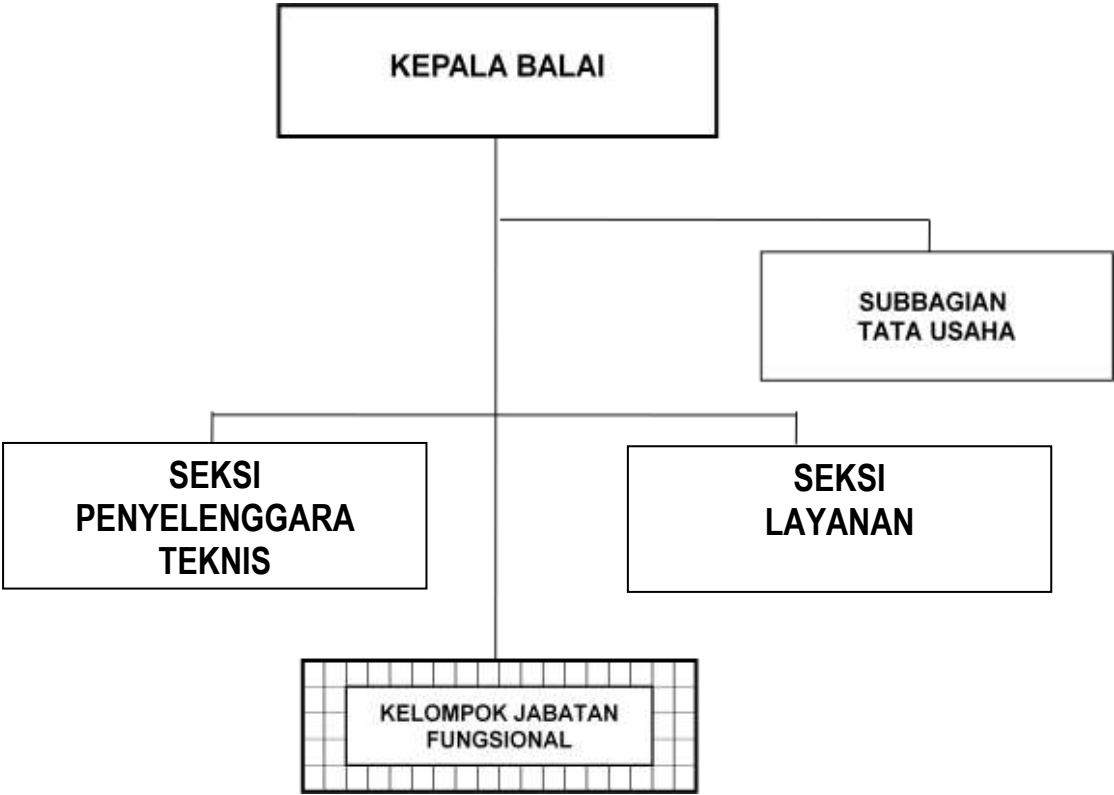 KEPALA BALAI
SUBBAGIAN
TATA USAHA
SEKSI
PENYELENGGARA
TEKNIS
SEKSI
LAYANAN
KELOMPOK JABATAN
FUNGSIONAL